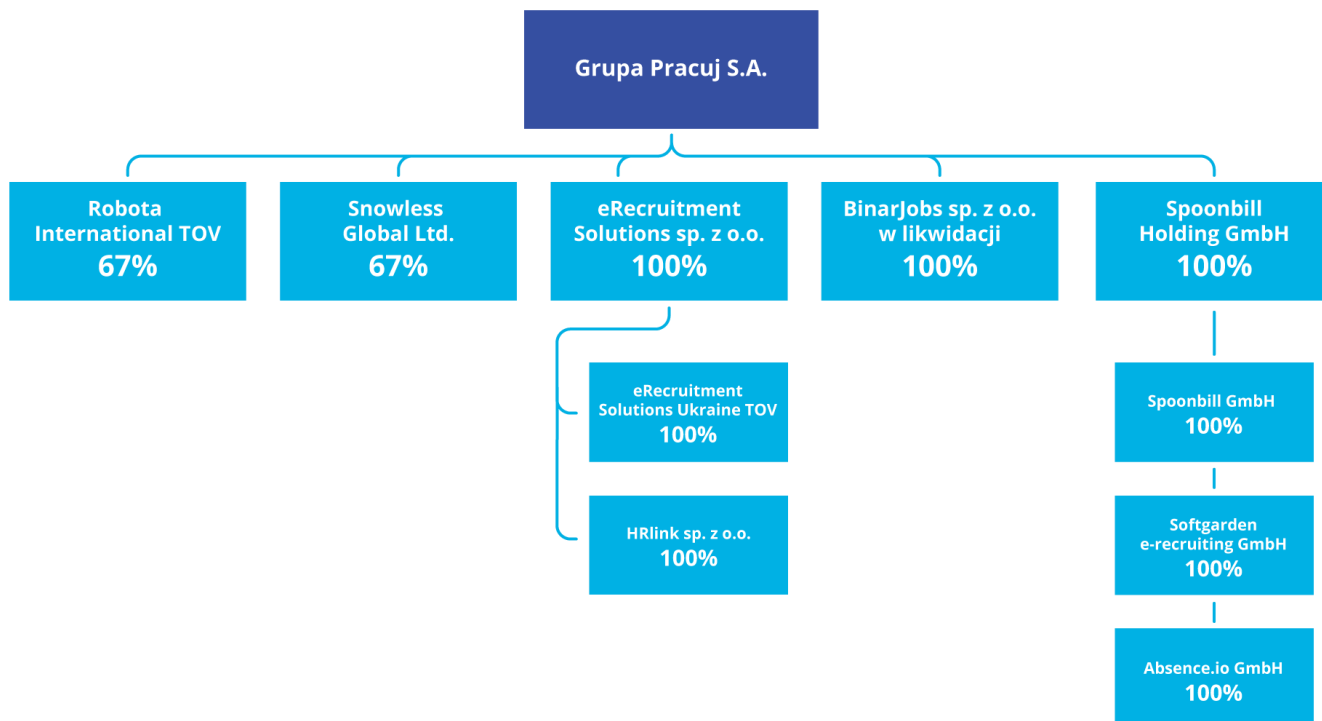 Grupa Pracuj S.A.
Robota
International TOV
67%
Snowless
Global Ltd.
67%
eRecruitment
Solutions sp. z o.o.
100%
BinarJobs sp. z o.o.
w likwidacji
100%
Spoonbill
Holding GmbH
100%
eRecruitment
Solutions Ukraine TOV
100%
HRlink sp. z o.o.
100%
Spoonbill GmbH
100%
Softgarden
e-recruiting GmbH
100%
Absence.io GmbH
100%